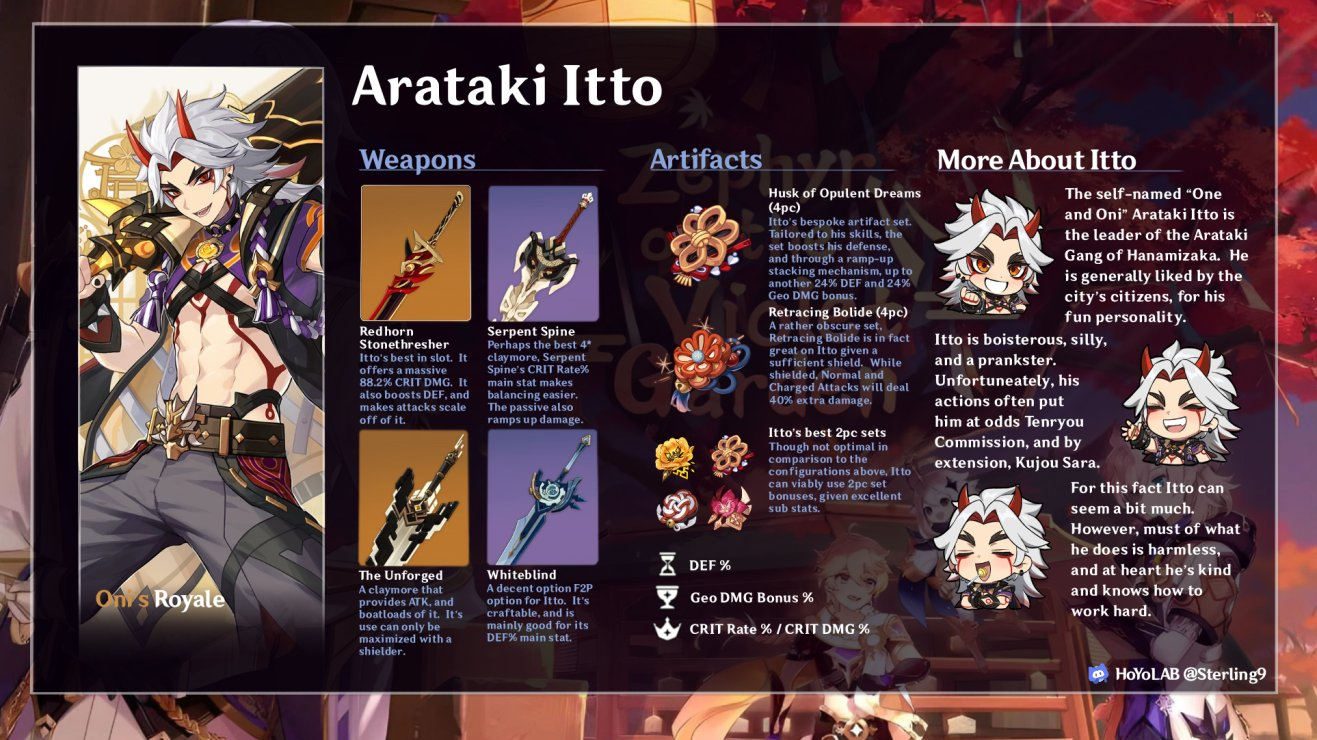 Arataki Itto
Weapons
Redhorn
Stonethresher
Itto's best in slot. It
offers a massive
88.2% CRIT DMG. It
also boosts DEF, and
makes attacks scale
off of it.
Serpent Spine
Perhaps the best 4*
claymore, Serpent
Spine's CRIT Rate%
main stat makes
balancing easier.
The passive also
ramps up damage.
The Unforged
A claymore that
provides ATK, and
boatloads of it. It's
use can only be
maximized with a
shielder.
Whiteblind
A decent option F2P
option for Itto. It's
craftable, and is
mainly good for its
DEF% main stat.
Artifacts
Husk of Opulent Dreams
(4pc)
Itto's bespoke artifact set.
Tailored to his skills, the
set boosts his defense,
and through a ramp-up
stacking mechanism, up to
another 24% DEF and 24%
Geo DMG bonus.
Retracing Bolide (4pc)
A rather obscure set,
Retracing Bolide is in fact
great on Itto given a
sufficient shield. While
shielded, Normal and
Charged Attacks will deal
40% extra damage.
Itto's best 2pc sets
Though not optimal in
comparison to the
configurations above, Itto
can viably use 2pc set
bonuses, given excellent
sub stats.
DEF %
Geo DMG Bonus %
CRIT Rate % / CRIT DMG %
More About Itto
The self-named "One
and Oni" Arataki Itto is
the leader of the Arataki
Gang of Hanamizaka. He
is generally liked by the
city's citizens, for his
fun personality.
Itto is boisterous, silly,
and a prankster.
Unfortuneately, his
actions often put
him at odds Tenryou
Commission, and by
extension, Kujou Sara.
For this fact Itto can
seem a bit much.
However, must of what
he does is harmless,
and at heart he's kind
and knows how to
work hard.
Oni's Royale
Zephyr
of the
Violet
Garden
HoYoLAB @Sterling9